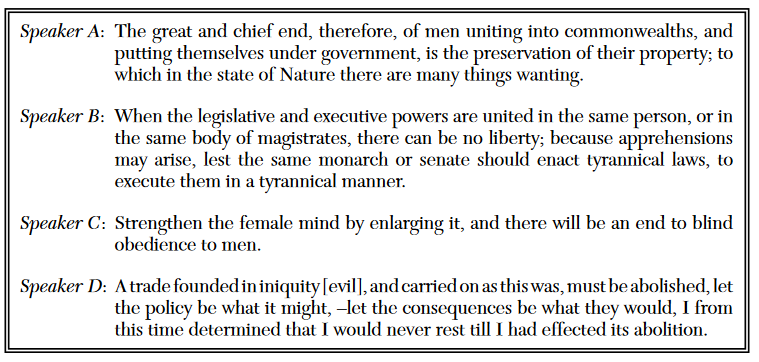 Speaker A: The great and chief end, therefore, of men uniting into commonwealths, and
putting themselves under government, is the preservation of their property; to
which in the state of Nature there are many things wanting.
Speaker B: When the legislative and executive powers are united in the same person, or in
the same body of magistrates, there can be no liberty; because apprehensions
may arise, lest the same monarch or senate should enact tyrannical laws, to
execute them in a tyrannical manner.
Speaker C: Strengthen the female mind by enlarging it, and there will be an end to blind
obedience to men.
Speaker D: A trade founded in iniquity [evil], and carried on as this was, must be abolished, let
the policy be what it might, –let the consequences be what they would, I from
this time determined that I would never rest till I had effected its abolition.